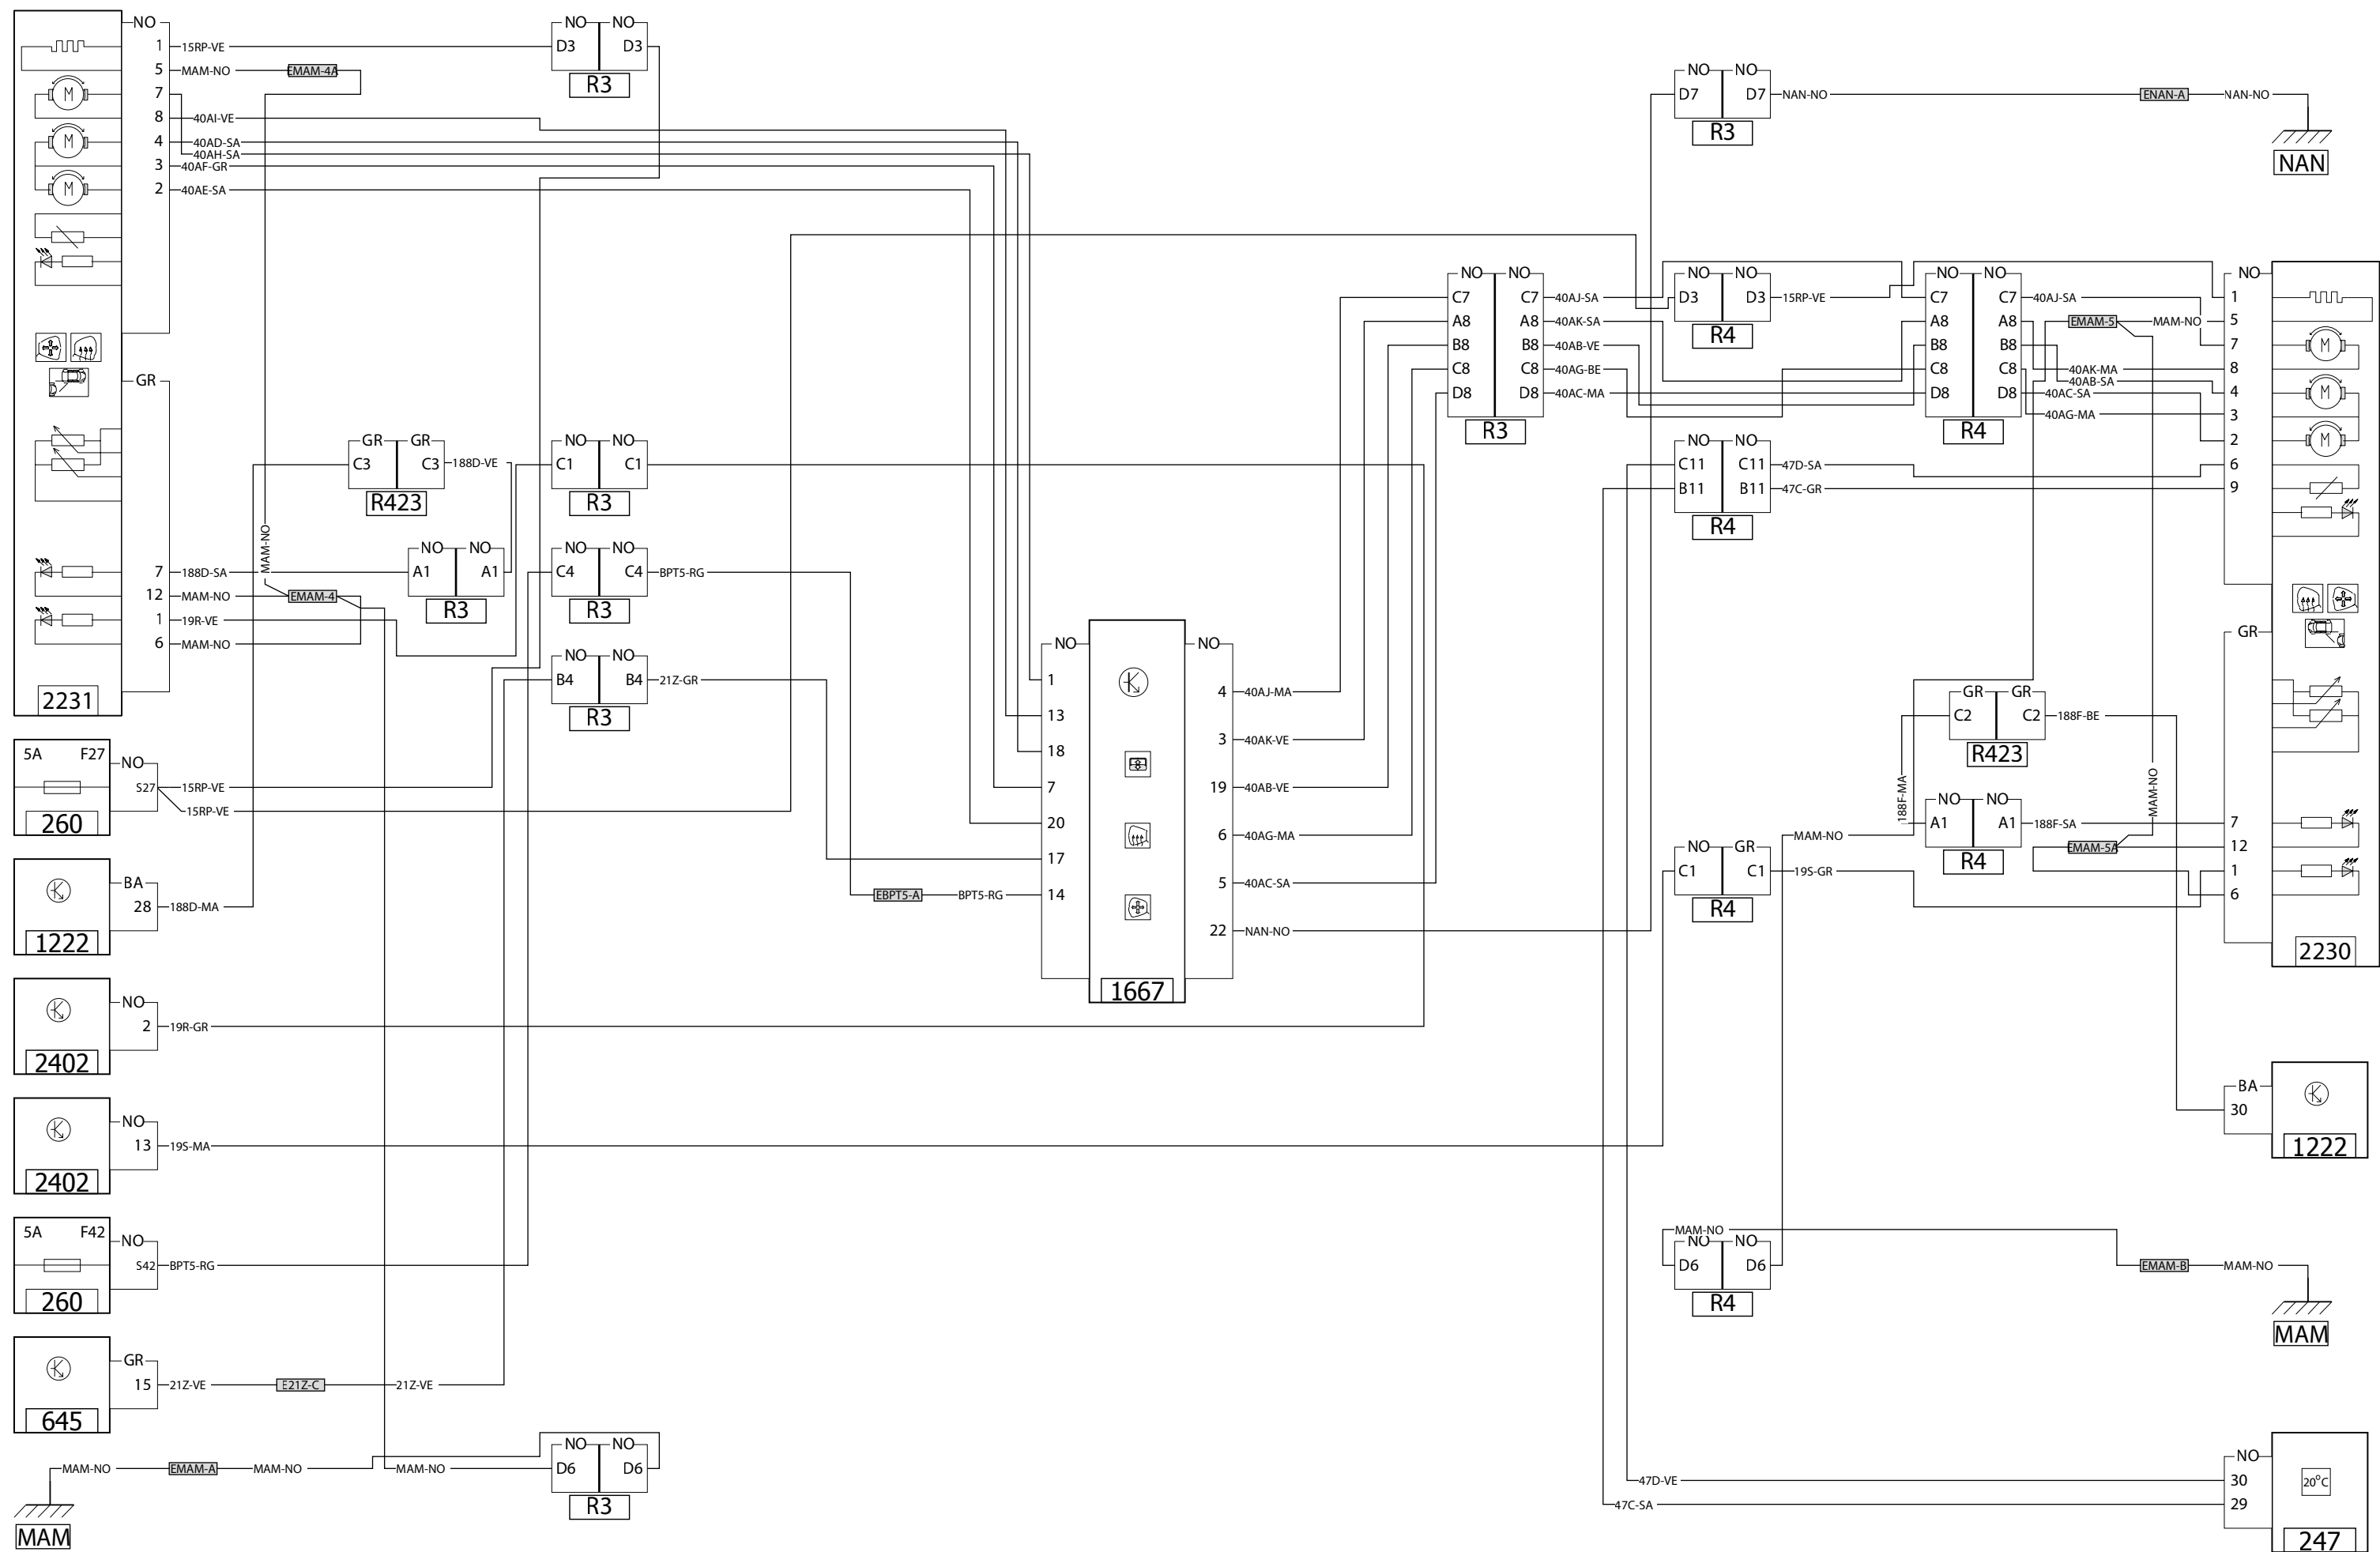 NO
1 15RP-VE
5 MAM-NO EMAM-4A
7
8 40AI-VE
4 40AD-SA
40AH-SA
3 40AF-GR
2 40AE-SA
M
M
M
GR
7 188D-SA
12 MAM-NO EMAM-4
1 19R-VE
6 MAM-NO
MAM-NO
2231
NO NO
D3 D3
R3
GR GR
C3 C3 188D-VE
R423
NO NO
A1 A1
R3
NO NO
C1 C1
R3
NO NO
C4 C4 BPT5-RG
R3
NO NO
B4 B4 21Z-GR
R3
5A F27
NO
S27 15RP-VE
15RP-VE
260
BA
28 188D-MA
1222
NO
2 19R-GR
2402
NO
13 19S-MA
2402
5A F42
NO
S42 BPT5-RG
260
GR
15 21Z-VE E21Z-C 21Z-VE
645
MAM-NO EMAM-A MAM-NO MAM-NO
MAM
NO NO
D6 D6
R3
EBPT5-A BPT5-RG
NO
1
13
18
7
20
17
14
1667
NO
4 40AJ-MA
3 40AK-VE
19 40AB-VE
6 40AG-MA
5 40AC-SA
22 NAN-NO
NO NO
D7 D7 NAN-NO ENAN-A NAN-NO
R3
NAN
NO NO
C7 C7 40AJ-SA
A8 A8 40AK-SA
B8 B8 40AB-VE
C8 C8 40AG-BE
D8 D8 40AC-MA
R3
NO NO
D3 D3 15RP-VE
R4
NO NO
C7 C7 40AJ-SA
A8 A8 EMAM-5 MAM-NO
B8 B8
C8 C8 40AK-MA
40AB-SA
D8 D8 40AC-SA
40AG-MA
R4
NO NO
C11 C11 47D-SA
B11 B11 47C-GR
R4
NO
1
5
7
8
4
3
2
6
9
M
M
M
GR
7
12
1
6
2230
GR GR
C2 C2 188F-BE
R423
188F-MA
MAM-NO
NO NO
A1 A1 188F-SA
R4
MAM-NO
EMAM-5A
NO GR
C1 C1 19S-GR
R4
BA
30
1222
MAM-NO
NO NO
D6 D6
R4
EMAM-B MAM-NO
MAM
47D-VE
47C-SA
NO
30
29
20°C
247